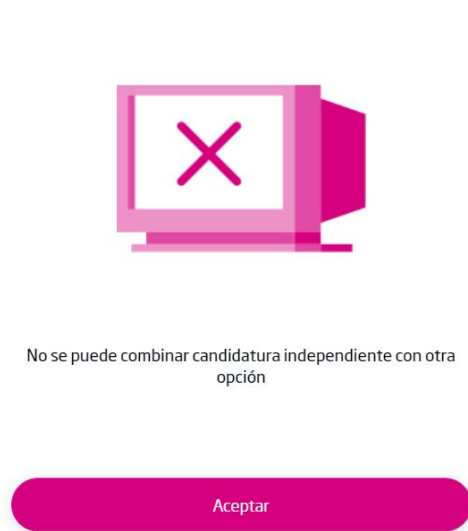 No se puede combinar candidatura independiente con otra
opción
Aceptar